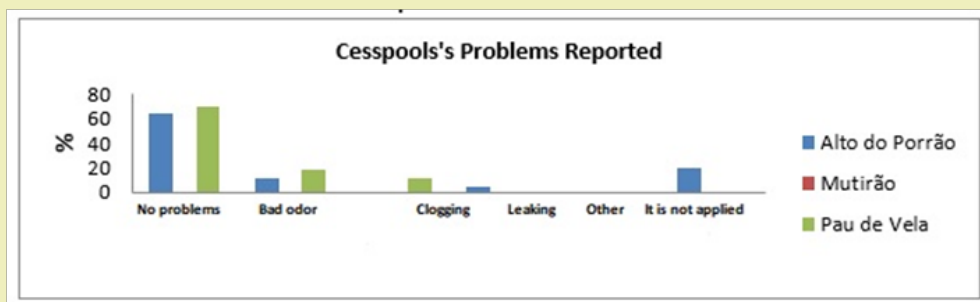 Cesspools's Problems Reported
80
60
40
20
0
%
No problems Bad odor Clogging Leaking Other It is not applied
Alto do Porrão
Mutirão
Pau de Vela